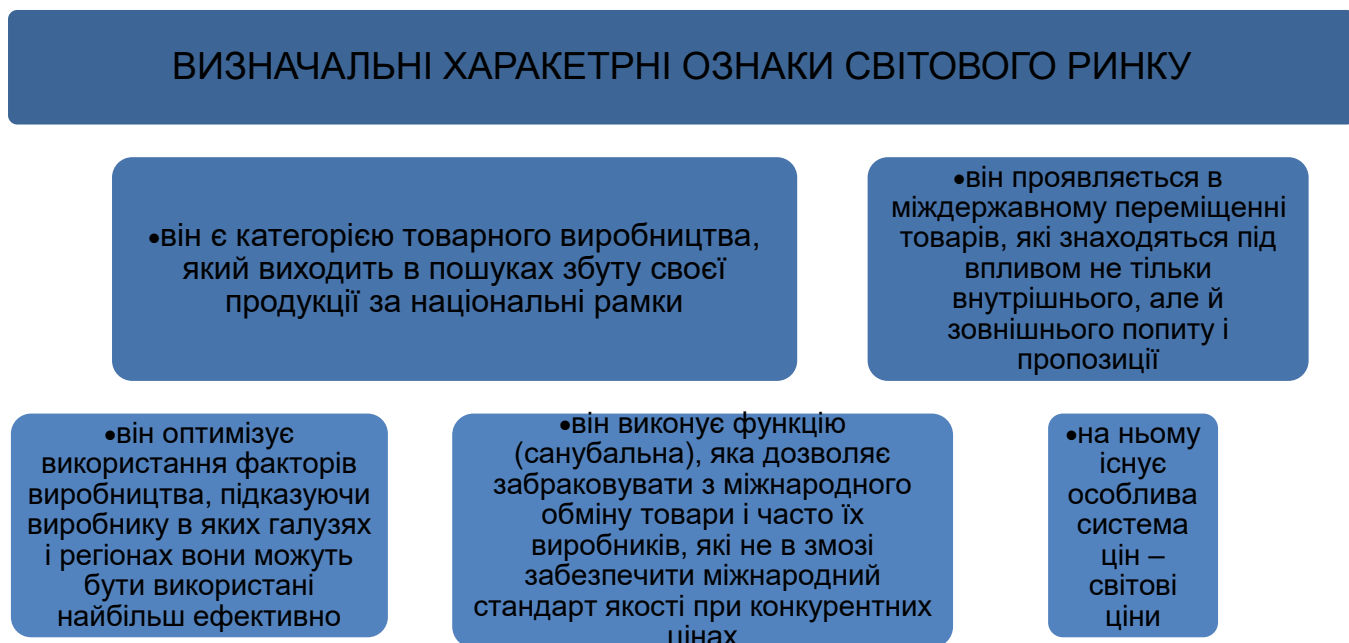 ВИЗНАЧАЛЬНІ ХАРАКЕТРНІ ОЗНАКИ СВІТОВОГО РИНКУ
•він є категорією товарного виробництва,
який виходить в пошуках збуту своєї
продукції за національні рамки
•він проявляється в
міждержавному переміщенні
товарів, які знаходяться під
впливом не тільки
внутрішнього, але й
зовнішнього попиту і
пропозиції
•він оптимізує
використання факторів
виробництва, підказуючи
виробнику в яких галузях
і регіонах вони можуть
бути використані
найбільш ефективно
•він виконує функцію
(санубальна), яка дозволяє
забраковувати з міжнародного
обміну товари і часто їх
виробників, які не в змозі
забезпечити міжнародний
стандарт якості при конкурентних
цінах
•на ньому
існує
особлива
система
цін –
світові
ціни